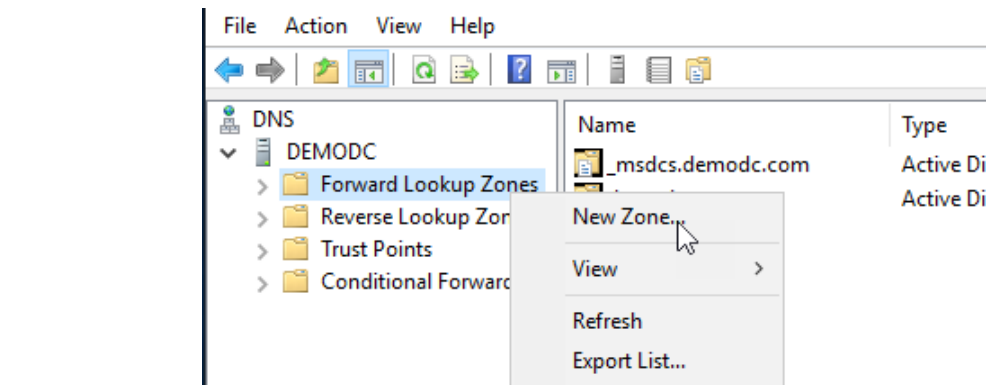 File Action View Help
DNS
DEMODC
Forward Lookup Zones
Reverse Lookup Zon
Trust Points
Conditional Forward
Name Type
_msdcs.demodc.com Active Di
Active Di
New Zone...
View
Refresh
Export List...